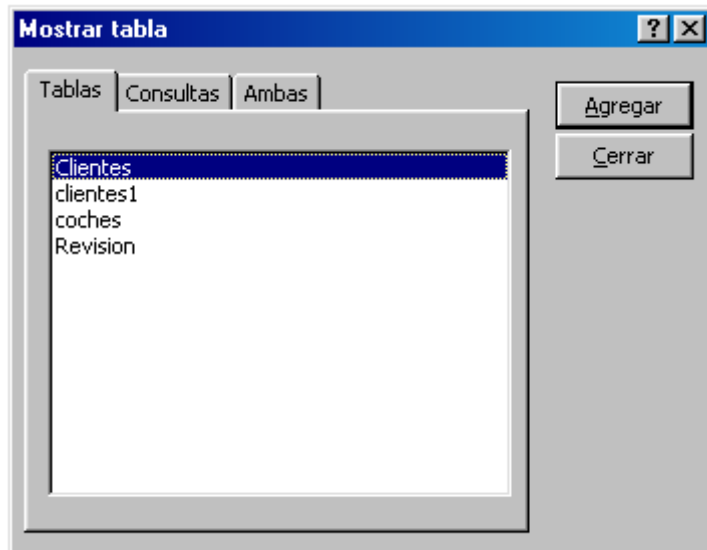 Mostrar tabla
Tablas Consultas Ambas
Agregar
Cerrar
Clientes
clientes1
coches
Revision